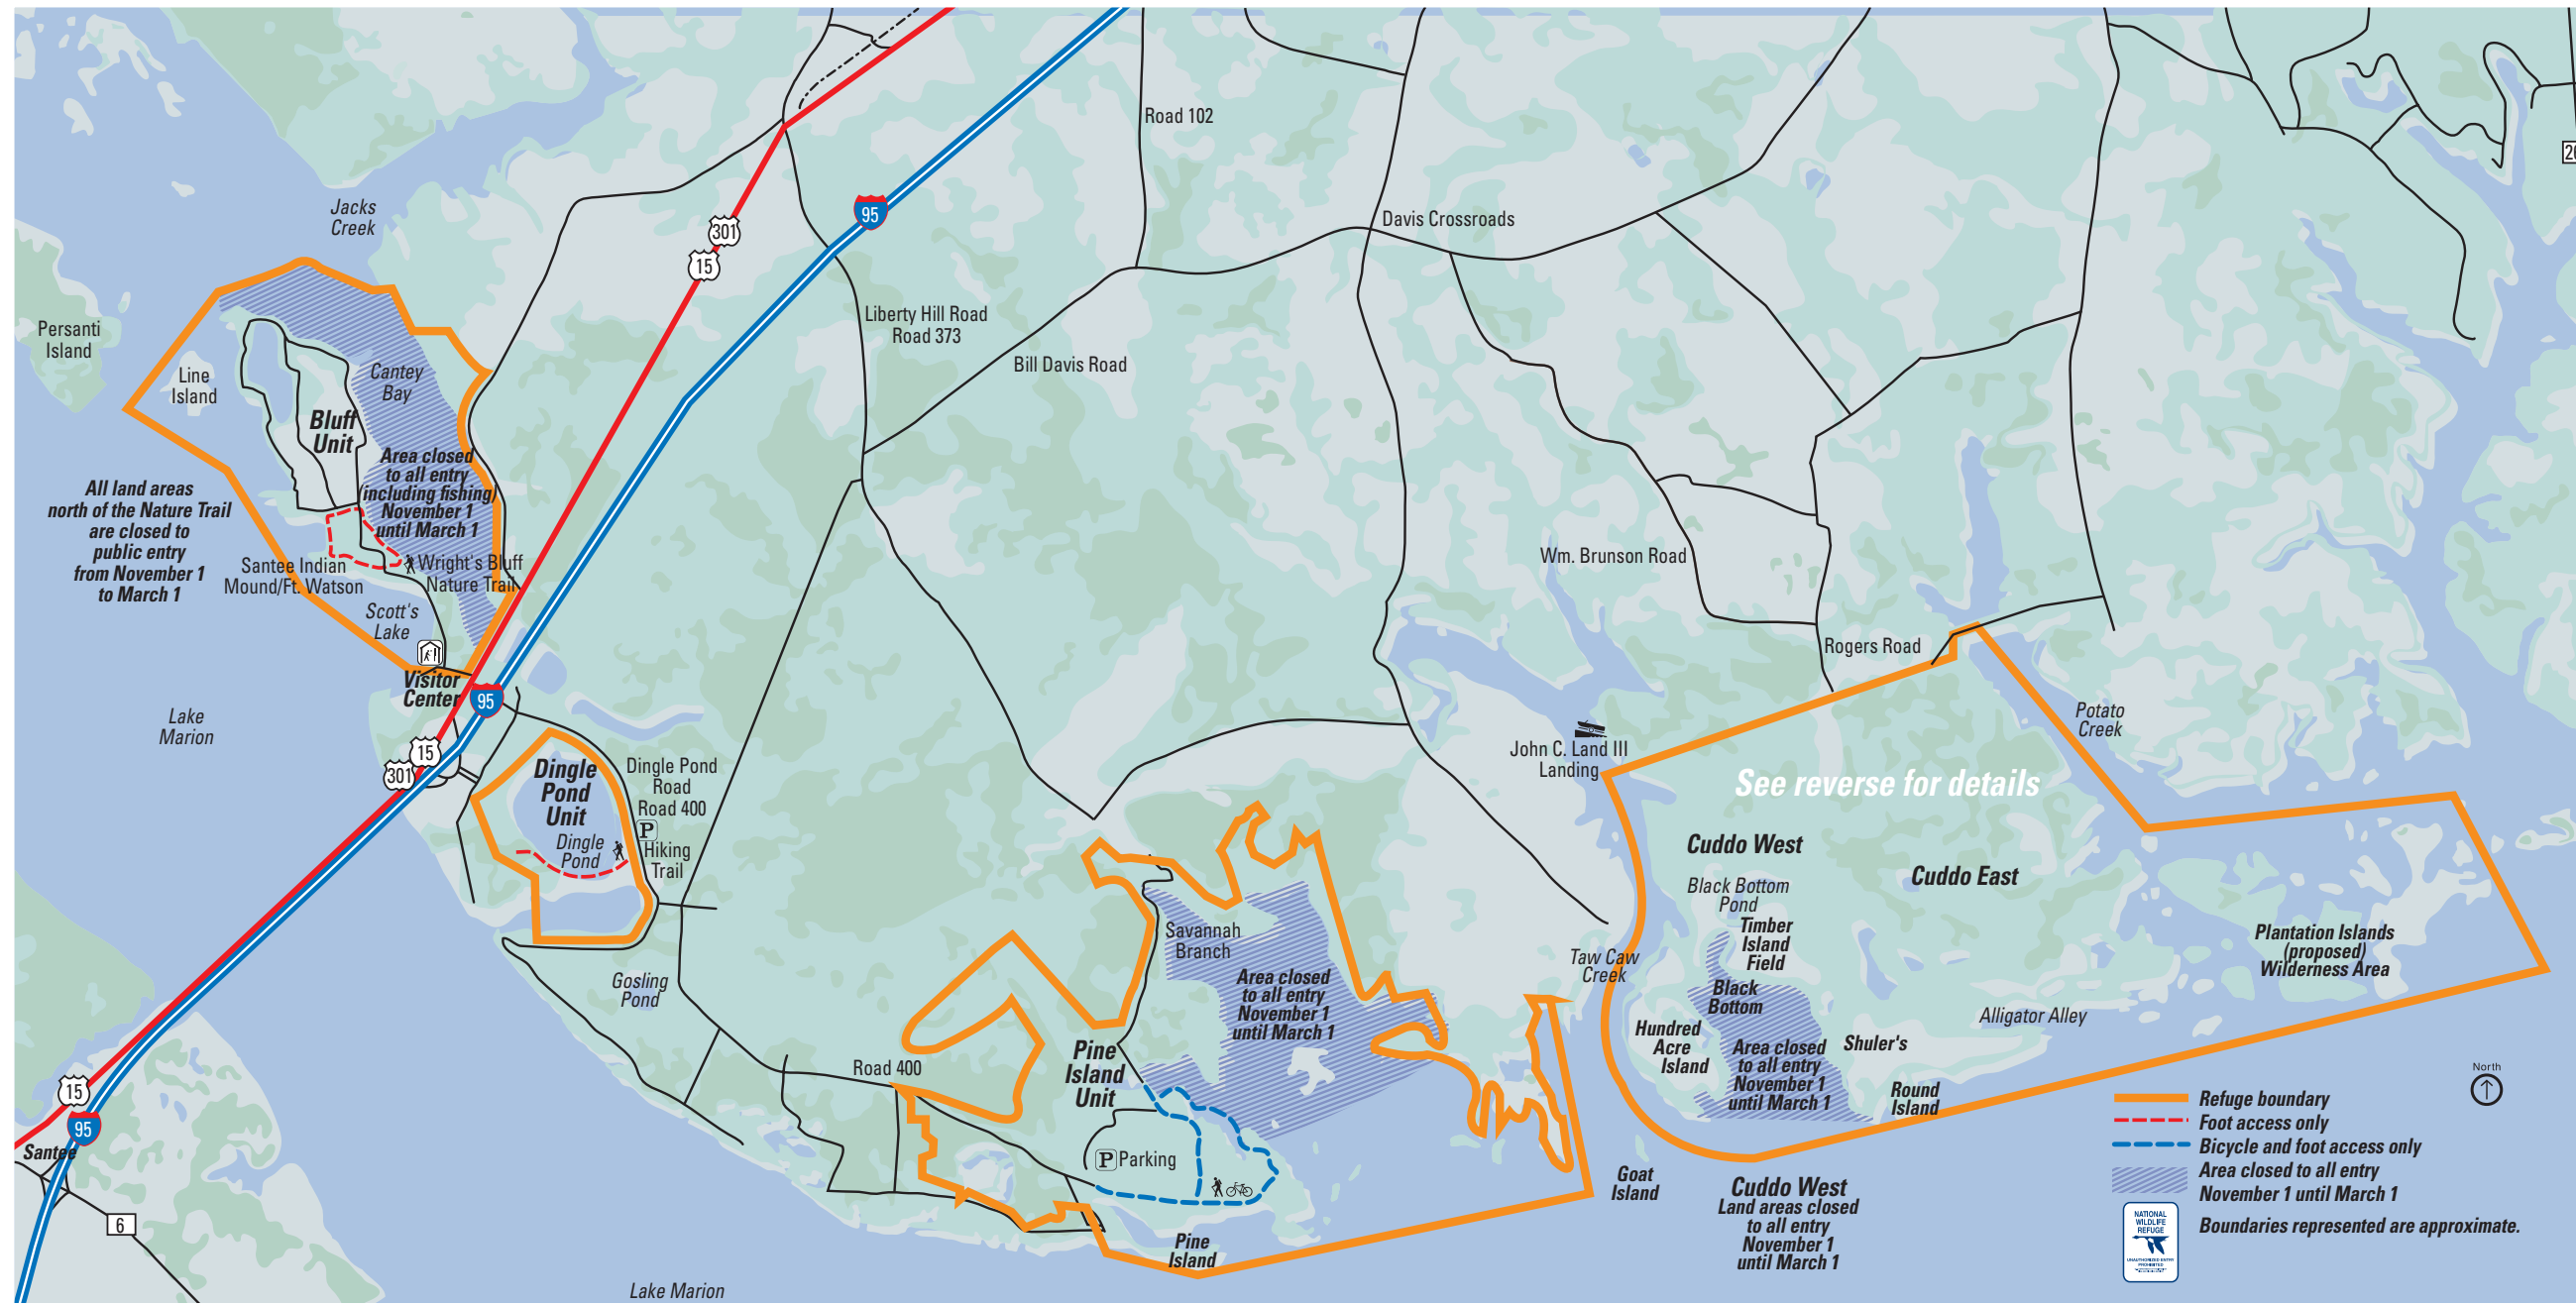 Road 102
20
Jacks
Creek
95
Davis Crossroads
301
15
Liberty Hill Road
Road 373
Persanti
Island
Bill Davis Road
Line
Island
Cantey
Bay
Bluff
Unit
Area closed
to all entry
(including fishing)
November 1
until March 1
All land areas
north of the Nature Trail
are closed to
public entry
from November 1
to March 1
Santee Indian
Mound/Ft. Watson
Wright's Bluff
Nature Trail
Wm. Brunson Road
Scott's
Lake
Rogers Road
Visitor
Center
95
Lake
Marion
Potato
Creek
15
301
John C. Land III
Landing
Dingle
Pond
Unit
Dingle Pond
Road
Road 400
P
Hiking
Trail
Dingle
Pond
See reverse for details
Cuddo West
Cuddo East
Black Bottom
Pond
Timber
Island
Field
Savannah
Branch
Plantation Islands
(proposed)
Wilderness Area
Taw Caw
Creek
Gosling
Pond
Area closed
to all entry
November 1
until March 1
Black
Bottom
Alligator Alley
Hundred
Acre
Island
Shuler's
Area closed
to all entry
November 1
until March 1
Round
Island
Road 400
Pine
Island
Unit
15
95
Santee
6
P Parking
Goat
Island
Cuddo West
Land areas closed
to all entry
November 1
until March 1
Pine
Island
Lake Marion
North
Refuge boundary
Foot access only
Bicycle and foot access only
Area closed to all entry
November 1 until March 1
NATIONAL
WILDLIFE
REFUGE
UNAUTHORIZED ENTRY
PROHIBITED
Boundaries represented are approximate.